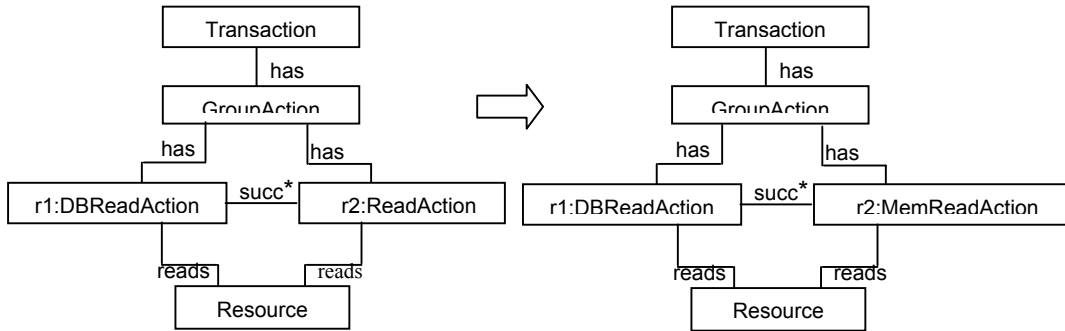 Transaction
has
GroupAction
has
has
r1:DBReadAction
succ*
r2:ReadAction
reads
reads
Resource
Transaction
has
GroupAction
has
has
r1:DBReadAction
succ*
r2:MemReadAction
reads
reads
Resource